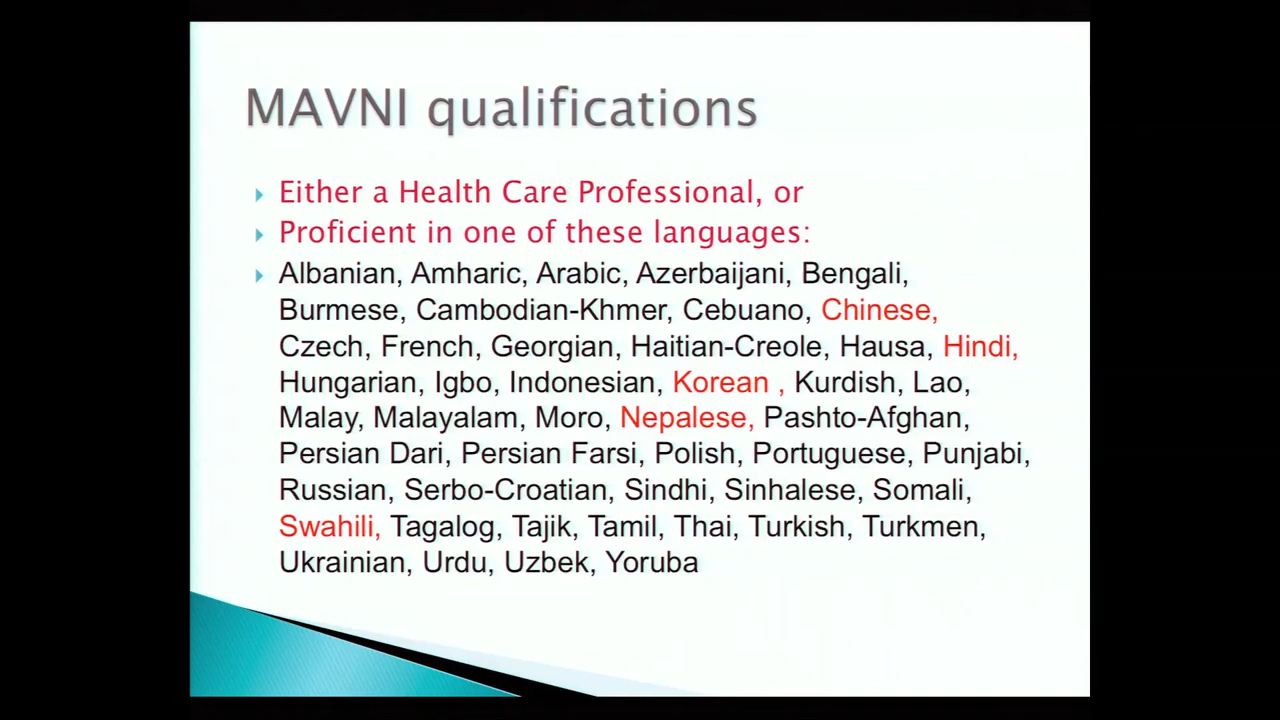 MAVNI qualifications
Either a Health Care Professional, or
Proficient in one of these languages:
Albanian, Amharic, Arabic, Azerbaijani, Bengali,
Burmese, Cambodian-Khmer, Cebuano, Chinese,
Czech, French, Georgian, Haitian-Creole, Hausa, Hindi,
Hungarian, Igbo, Indonesian, Korean , Kurdish, Lao,
Malay, Malayalam, Moro, Nepalese, Pashto-Afghan,
Persian Dari, Persian Farsi, Polish, Portuguese, Punjabi,
Russian, Serbo-Croatian, Sindhi, Sinhalese, Somali,
Swahili, Tagalog, Tajik, Tamil, Thai, Turkish, Turkmen,
Ukrainian, Urdu, Uzbek, Yoruba